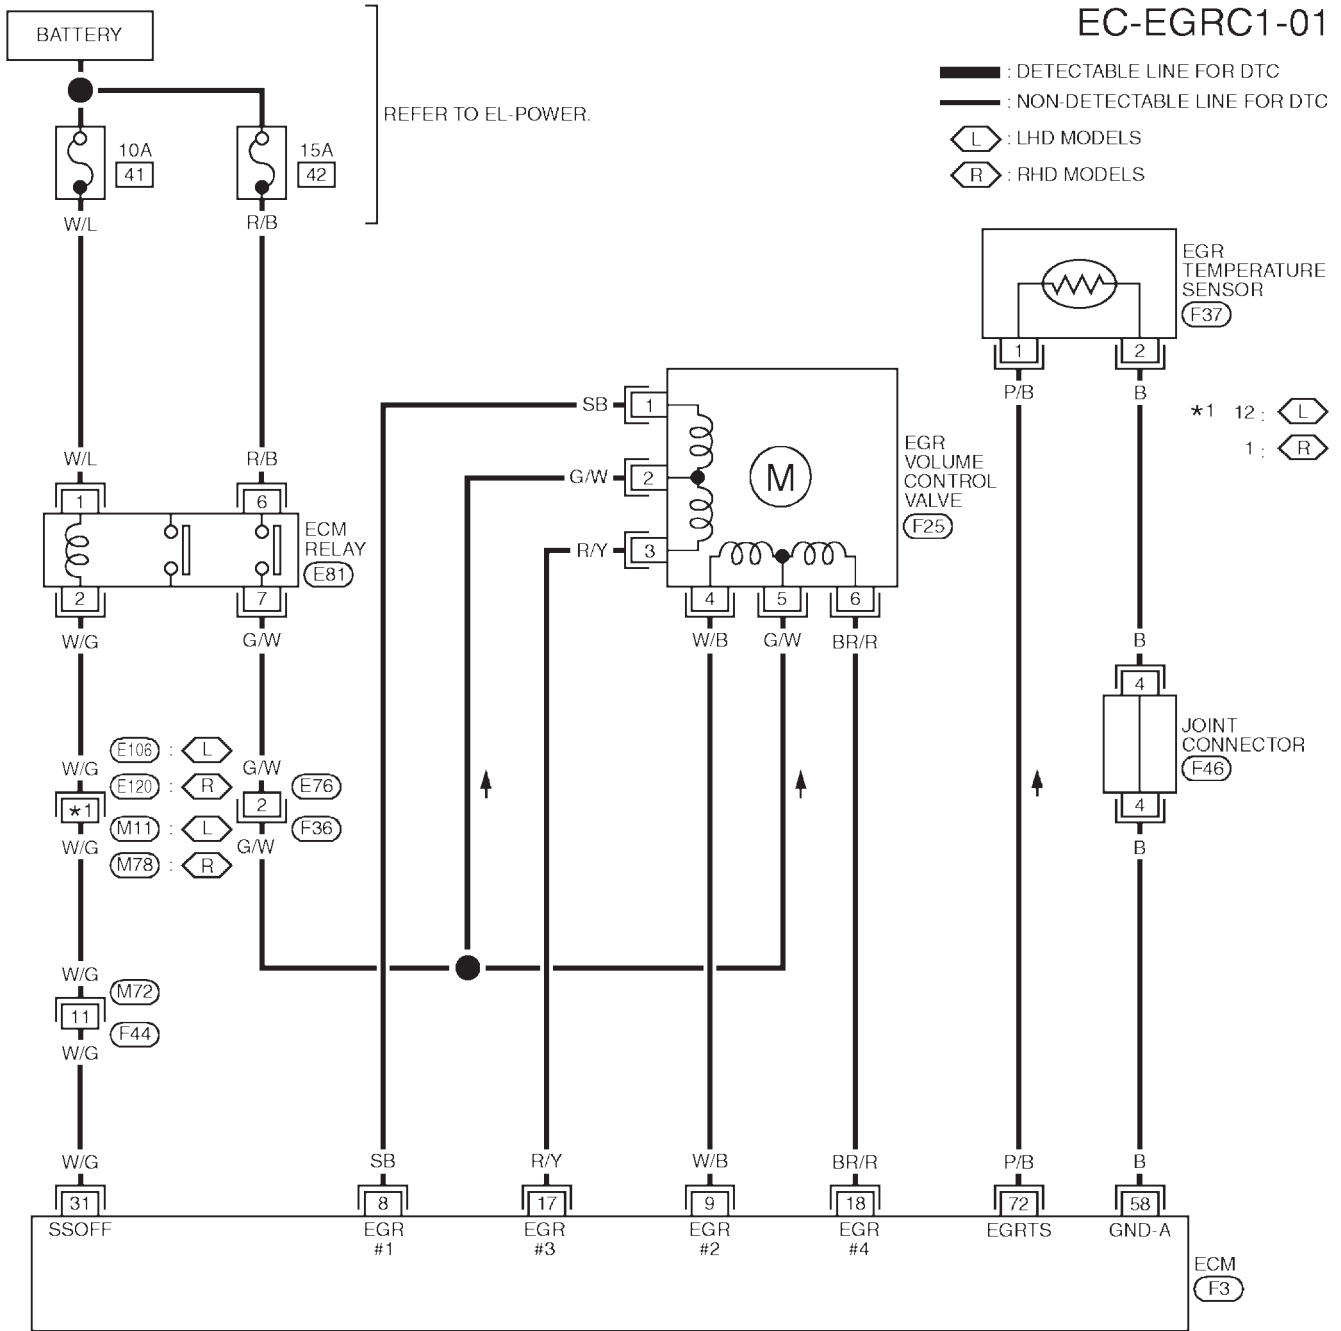 EC-EGRC1-01
BATTERY
: DETECTABLE LINE FOR DTC
: NON-DETECTABLE LINE FOR DTC
L : LHD MODELS
R : RHD MODELS
REFER TO EL-POWER.
10A
41
15A
42
W/L
R/B
EGR
TEMPERATURE
SENSOR
F37
1
2
P/B
B
*1 12 : L
1 : R
SB
1
G/W
2
R/Y
3
M
EGR
VOLUME
CONTROL
VALVE
F25
W/L
R/B
1
6
ECM
RELAY
E81
2
7
4
5
6
W/G
G/W
W/B
G/W
BR/R
B
4
JOINT
CONNECTOR
F46
4
B
E106 : L
E120 : R
M11 : L
M78 : R
W/G
*1
W/G
G/W
2
G/W
E76
F36
W/G
M72
11
F44
W/G
W/G
SB
R/Y
W/B
BR/R
P/B
B
31
8
17
9
18
72
58
SSOFF
EGR
#1
EGR
#3
EGR
#2
EGR
#4
EGRTS
GND-A
ECM
F3